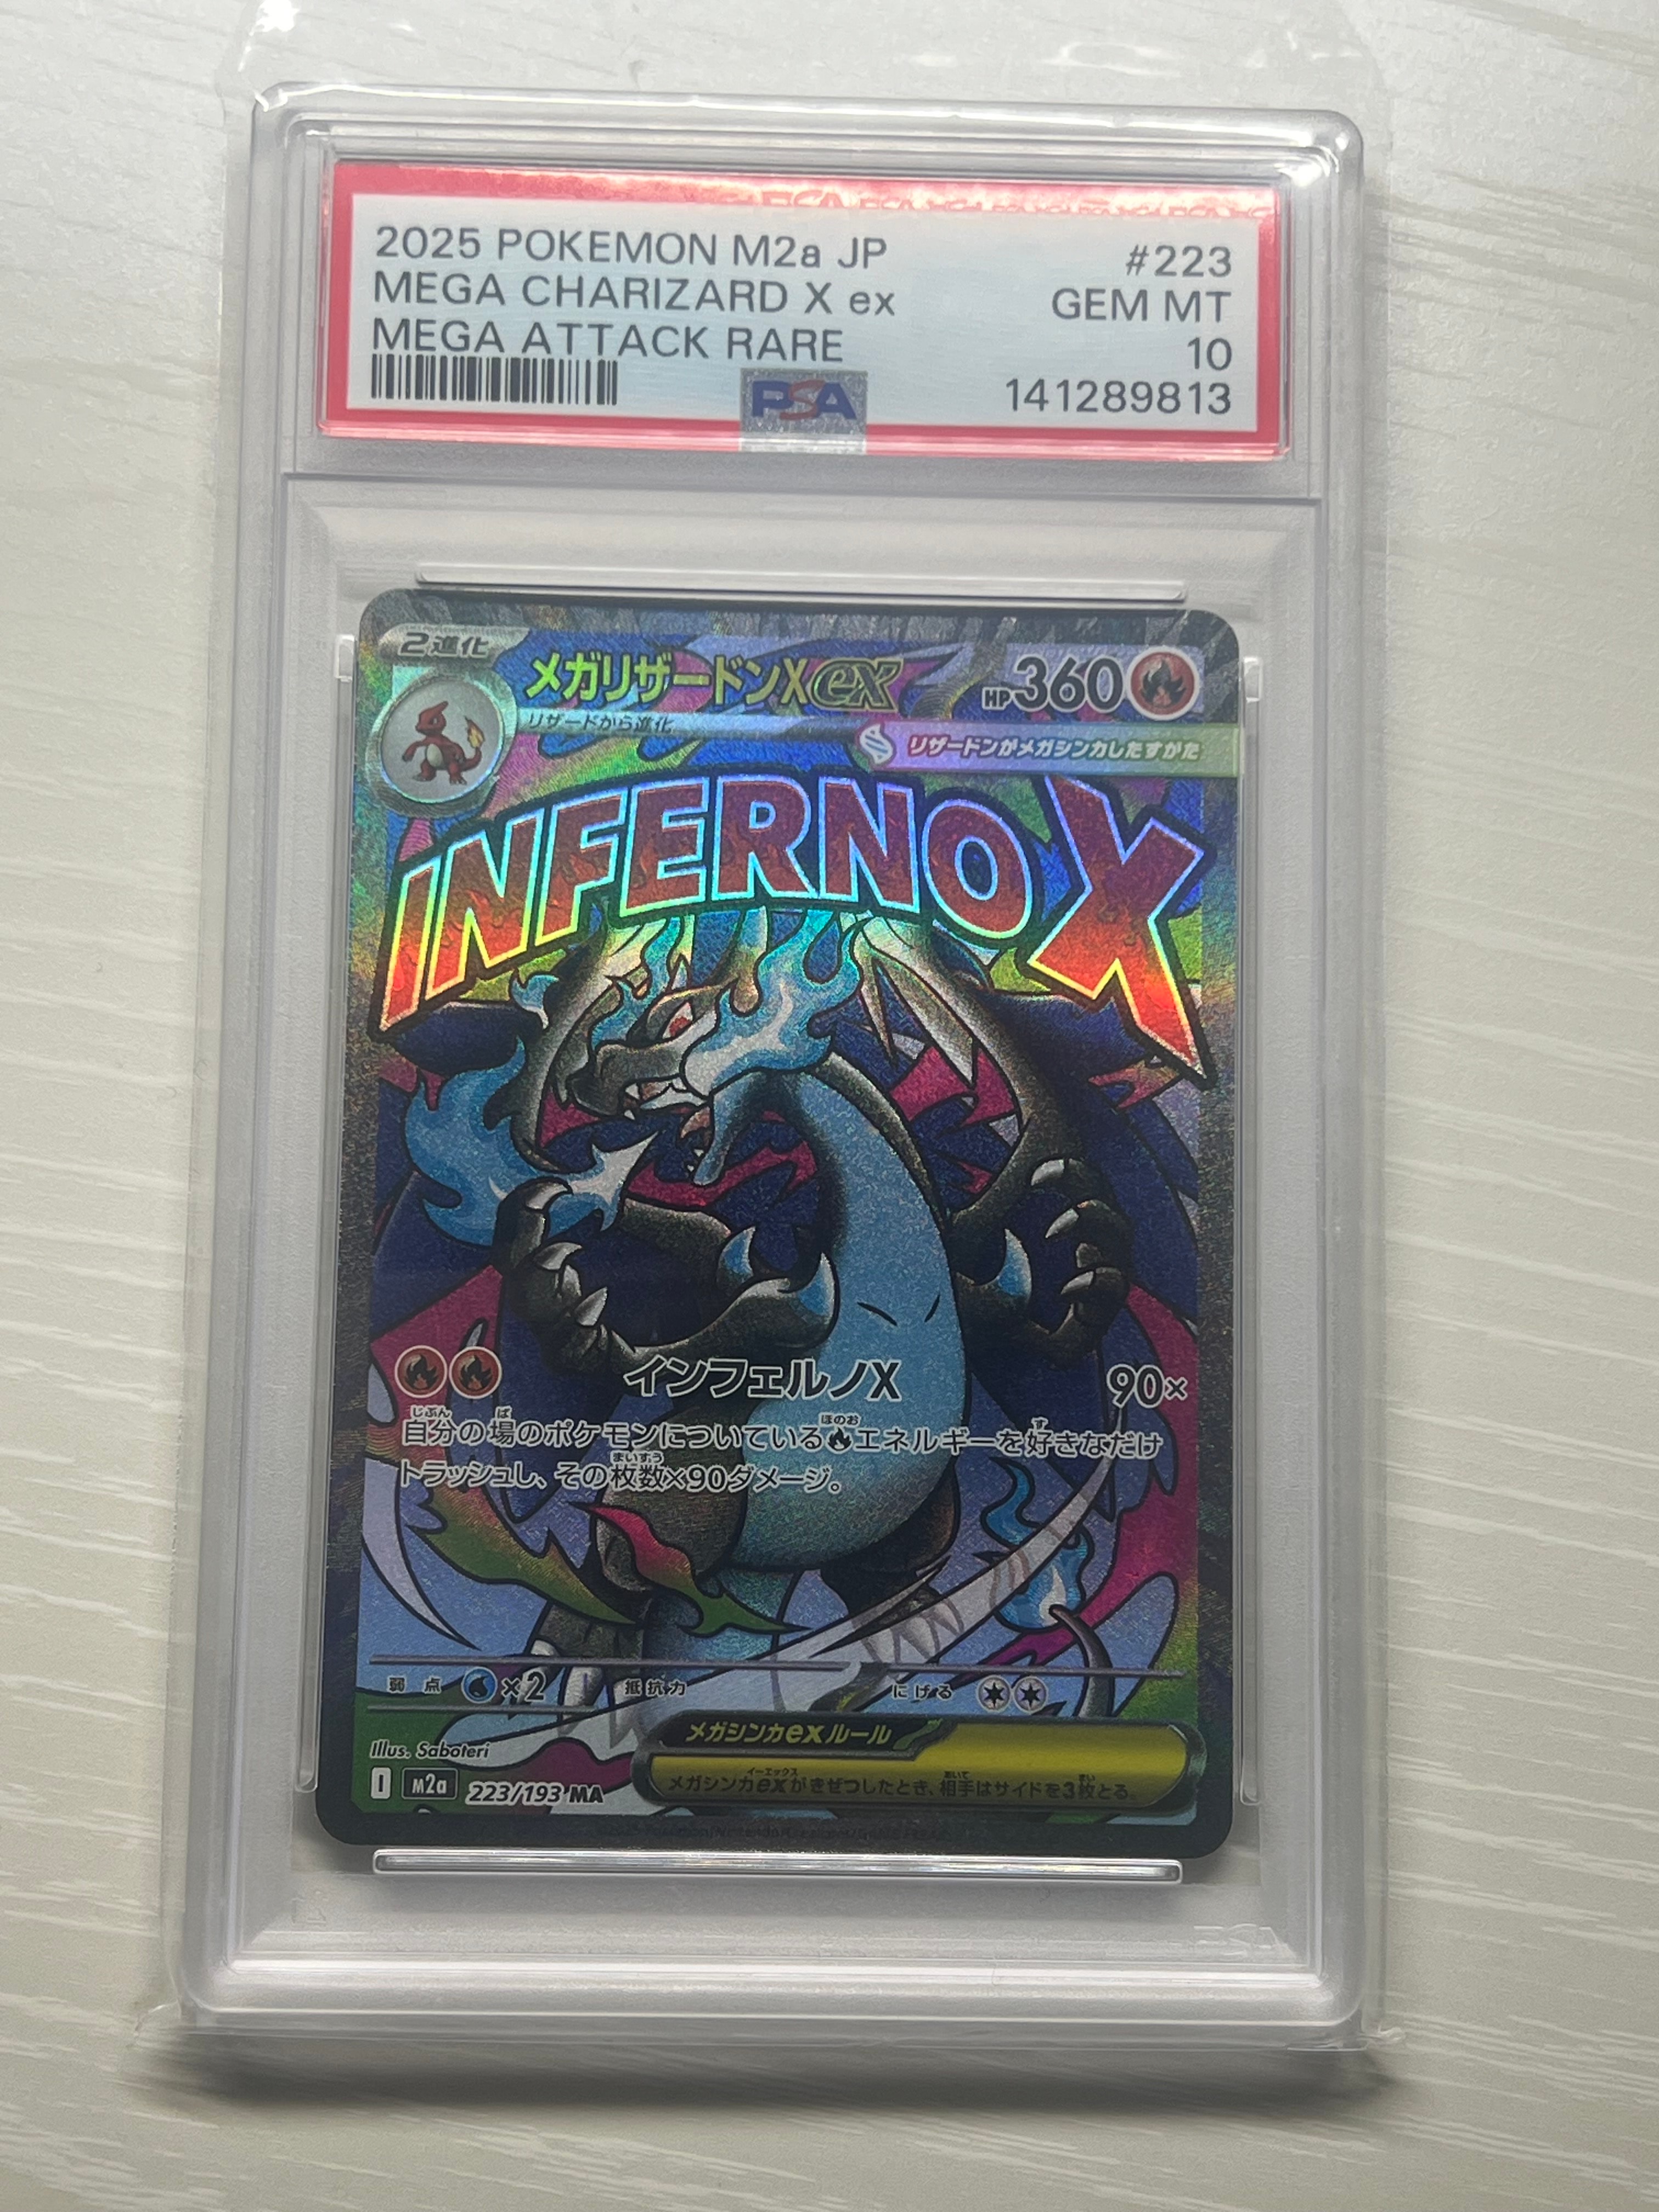 2025 POKEMON M2a JP #223
MEGA CHARIZARD X ex GEM MT
MEGA ATTACK RARE 10
PSA 141289813
2進化
メガリザードンXex HP360
リザードから進化
リザードンがメガシンカしたすがた
INFERNO X
インフェルノX 90×
自分の場のポケモンについているエネルギーを好きなだけ
トラッシュし、その枚数×90ダメージ。
弱点 ×2 抵抗力 にげる
メガシンカexルール
メガシンカexがきぜつしたとき、相手はサイドを3枚とる。
Illus. Saboteri
I m2a 223/193 MA